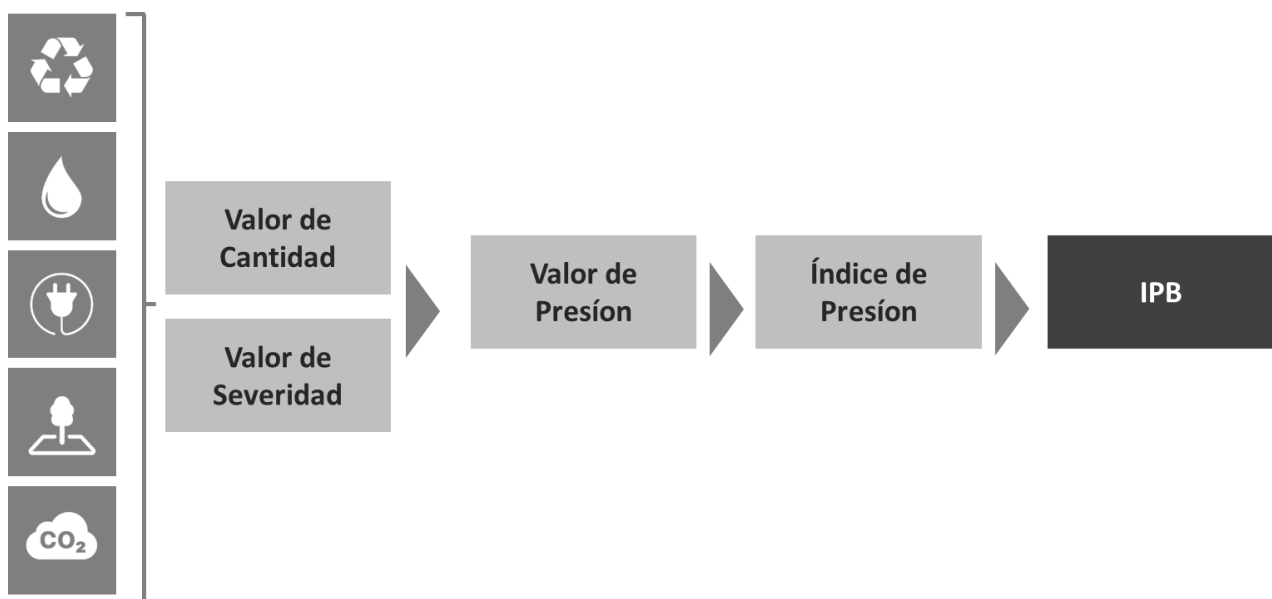 Valor de
Cantidad
Valor de
Severidad
Valor de
Presíon
Índice de
Presíon
IPB
CO₂